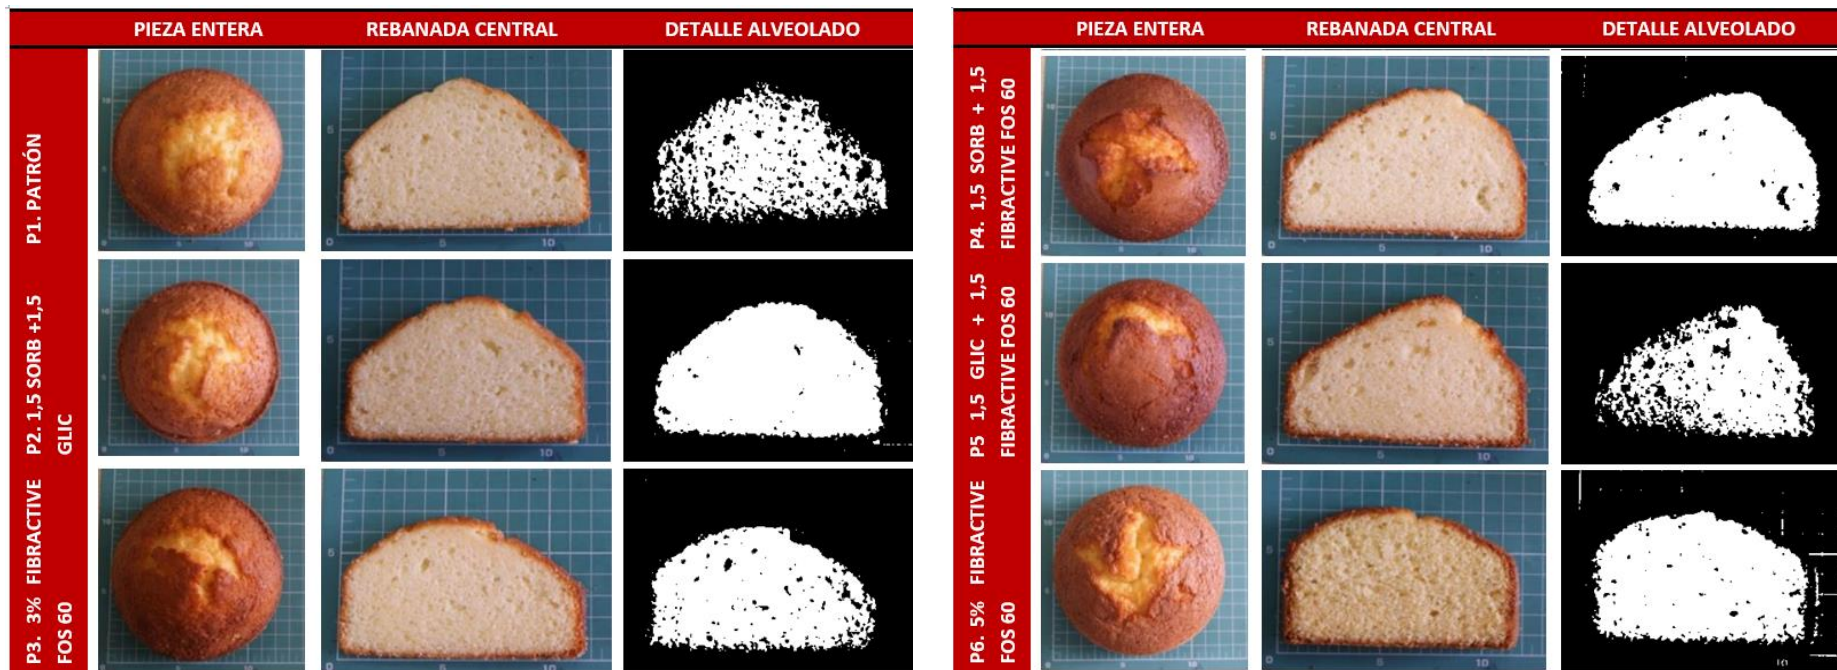 PIEZA ENTERA
REBANADA CENTRAL
DETALLE ALVEOLADO
P1. PATRÓN
P2. 1,5 SORB +1,5
GLIC
P3. 3% FIBRACTIVE
FOS 60
PIEZA ENTERA
REBANADA CENTRAL
DETALLE ALVEOLADO
P4. 1,5 SORB + 1,5
FIBRACTIVE FOS 60
P5 1,5 GLIC + 1,5
FIBRACTIVE FOS 60
P6. 5% FIBRACTIVE
FOS 60